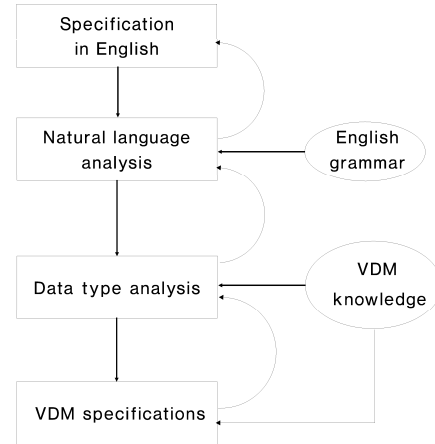 Specification
in English
Natural language
analysis
English
grammar
Data type analysis
VDM
knowledge
VDM specifications